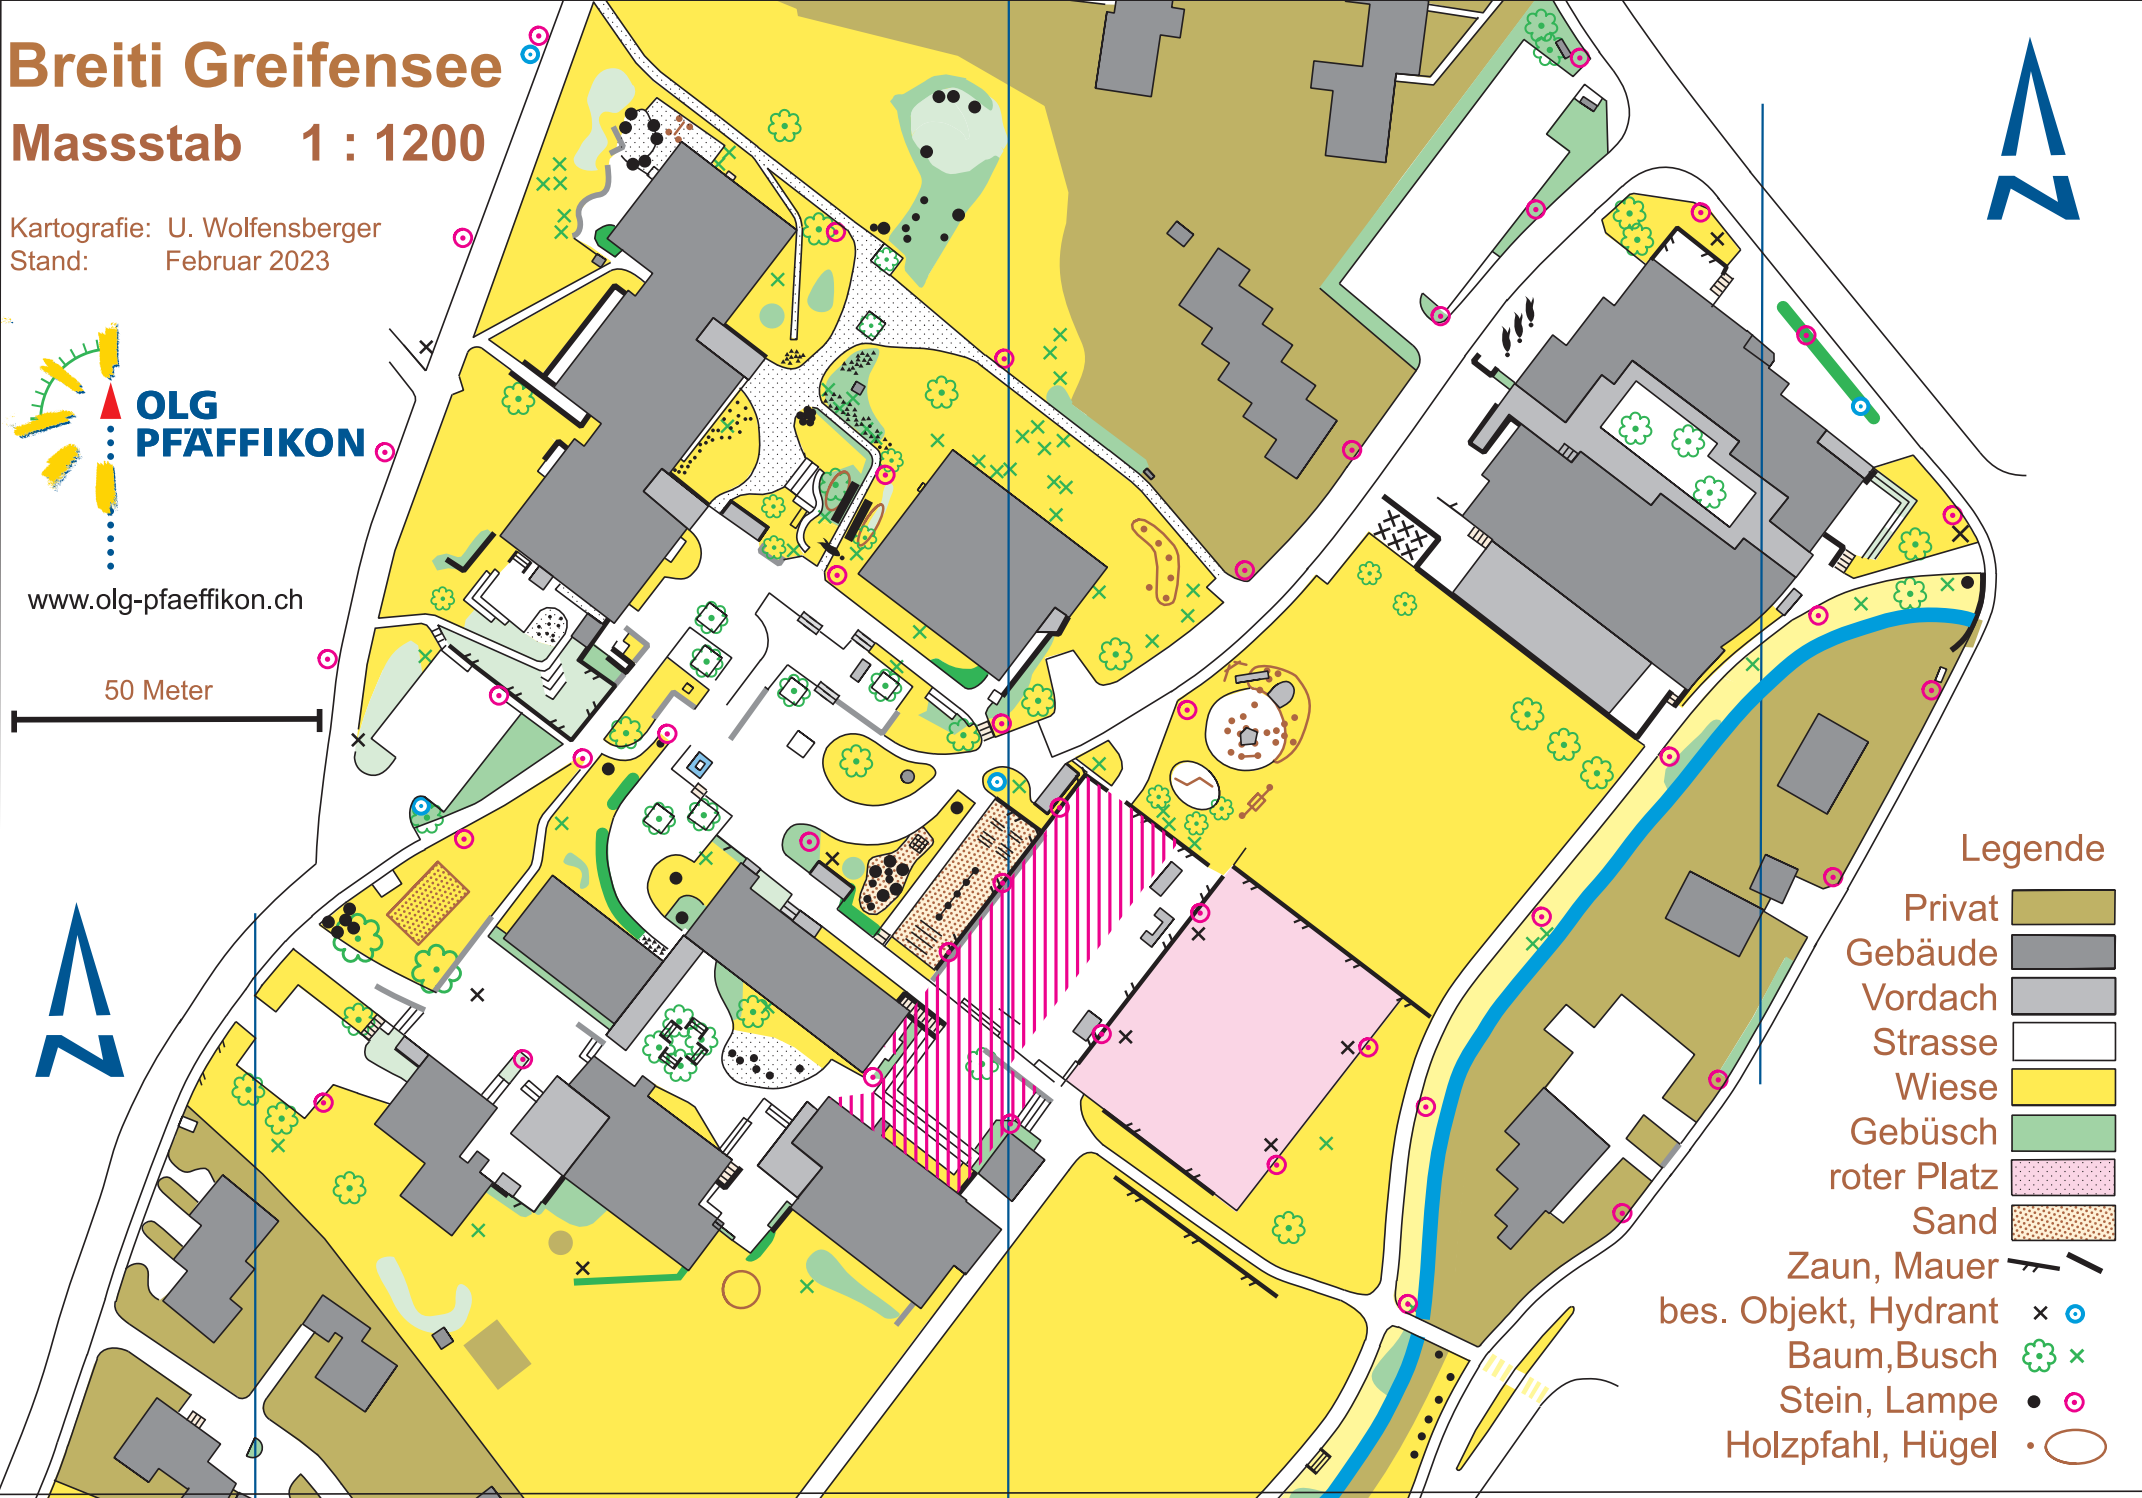 Breiti Greifensee
Massstab 1 : 1200
Kartografie: U. Wolfensberger
Stand: Februar 2023
OLG
PFÄFFIKON
www.olg-pfaeffikon.ch
50 Meter
N
N
Legende
Privat
Gebäude
Vordach
Strasse
Wiese
Gebüsch
roter Platz
Sand
Zaun, Mauer
bes. Objekt, Hydrant
Baum,Busch
Stein, Lampe
Holzpfahl, Hügel